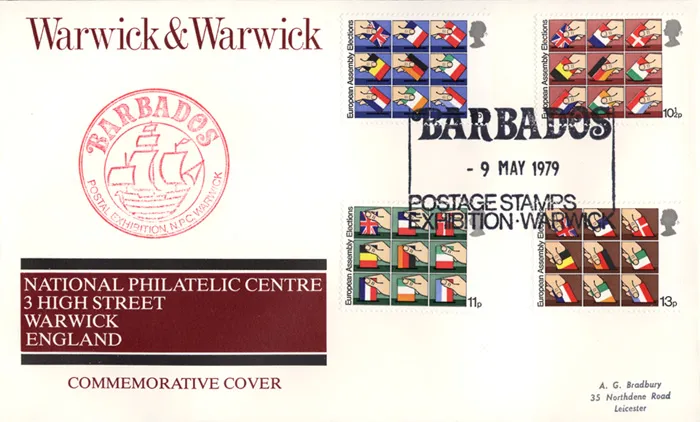 Warwick & Warwick
BARBADOS
POSTAL EXHIBITION, N.P.C. WARWICK
NATIONAL PHILATELIC CENTRE
3 HIGH STREET
WARWICK
ENGLAND
COMMEMORATIVE COVER
European Assembly Elections
European Assembly Elections
10½p
BARBADOS
- 9 MAY 1979
POSTAGE STAMPS
EXHIBITION·WARWICK
European Assembly Elections
11p
European Assembly Elections
13p
A. G. Bradbury
35 Northdene Road
Leicester